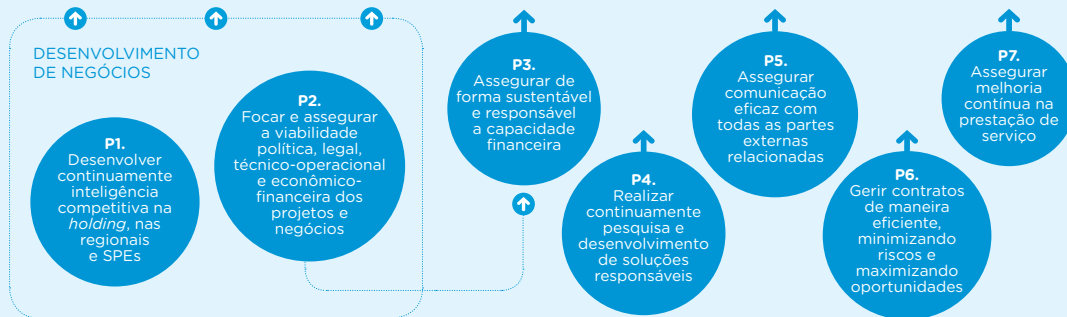 DESENVOLVIMENTO
DE NEGÓCIOS
P1.
Desenvolver
continuamente
inteligência
competitiva na
holding, nas
regionais
e SPEs
P2.
Focar e assegurar
a viabilidade
política, legal,
técnico-operacional
e econômico-
financeira dos
projetos e
negócios
P3.
Assegurar de
forma sustentável
e responsável
a capacidade
financeira
P4.
Realizar
continuamente
pesquisa e
desenvolvimento
de soluções
responsáveis
P5.
Assegurar
comunicação
eficaz com
todas as partes
externas
relacionadas
P6.
Gerir contratos
de maneira
eficiente,
minimizando
riscos e
maximizando
oportunidades
P7.
Assegurar
melhoria
contínua na
prestação de
serviço